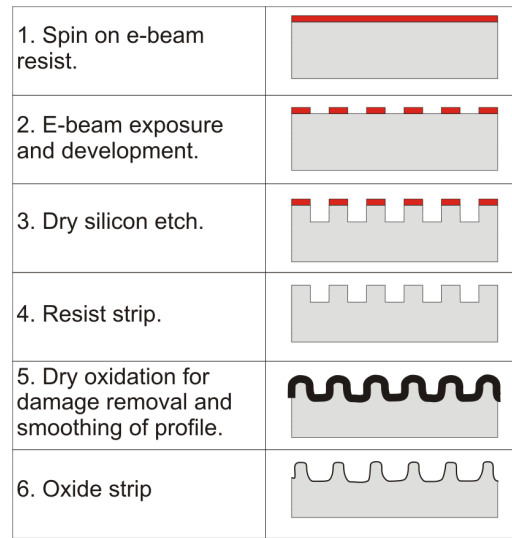 1. Spin on e-beam
resist.
2. E-beam exposure
and development.
3. Dry silicon etch.
4. Resist strip.
5. Dry oxidation for
damage removal and
smoothing of profile.
6. Oxide strip